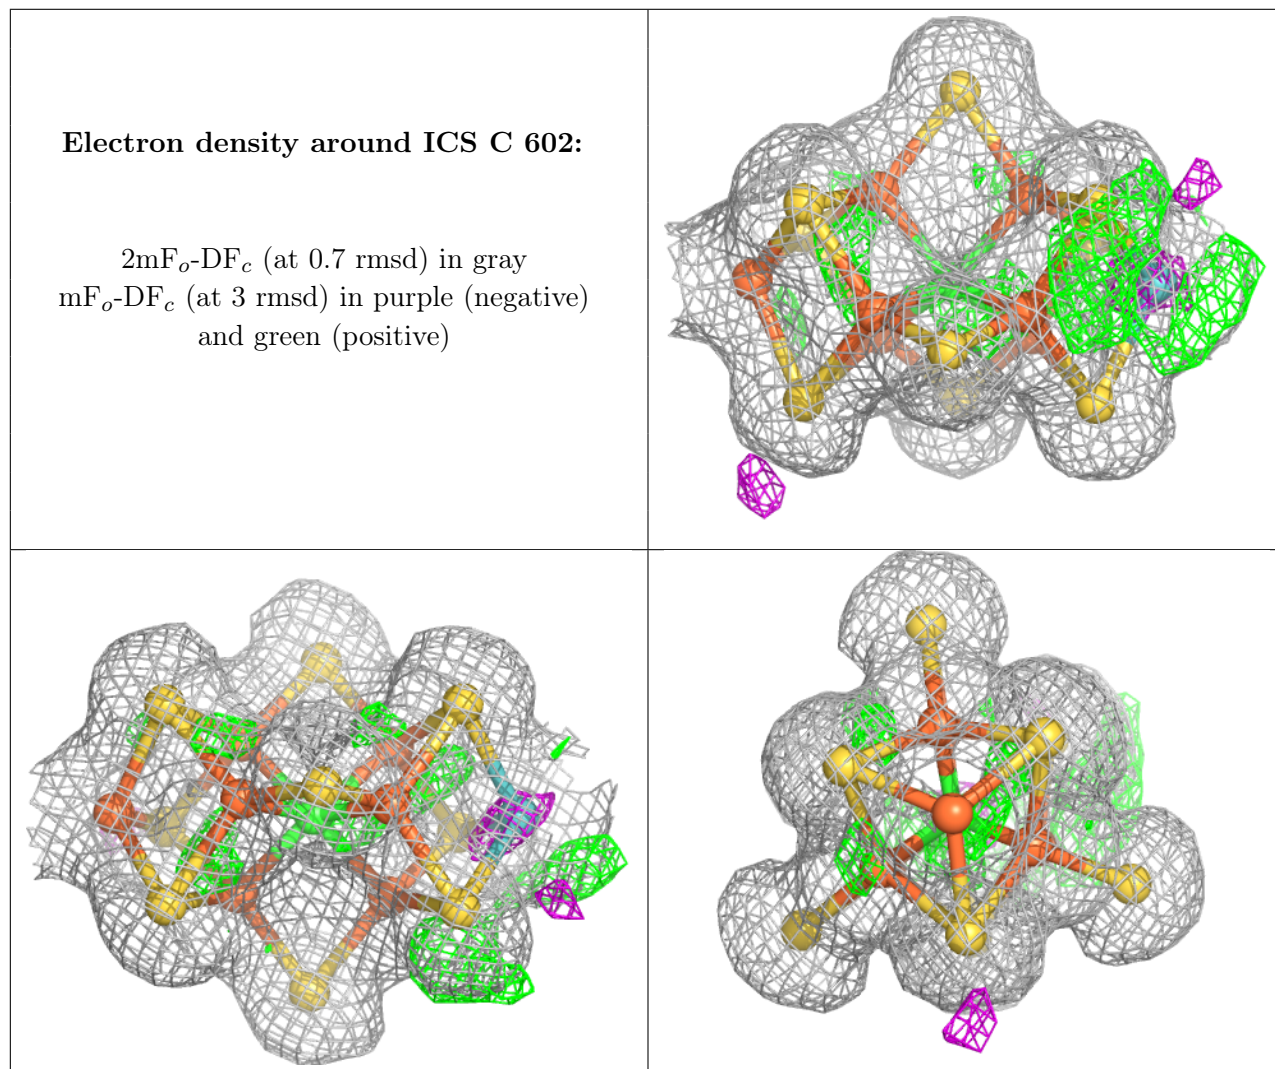 Electron density around ICS C 602:
2mFo-DFc (at 0.7 rmsd) in gray
mFo-DFc (at 3 rmsd) in purple (negative)
and green (positive)